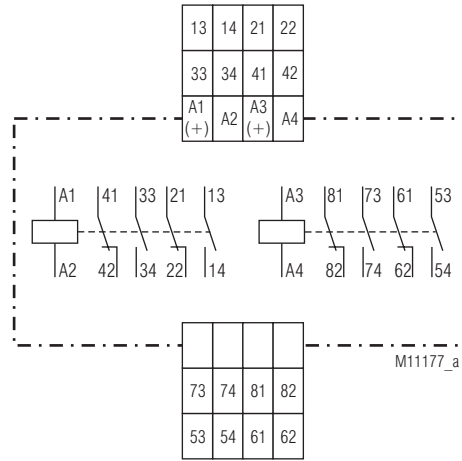 13 14 21 22
33 34 41 42
A1 (+) A2 A3 (+) A4
A1 41 33 21 13 A3 81 73 61 53
A2 42 34 22 14 A4 82 74 62 54
M11177_a
73 74 81 82
53 54 61 62